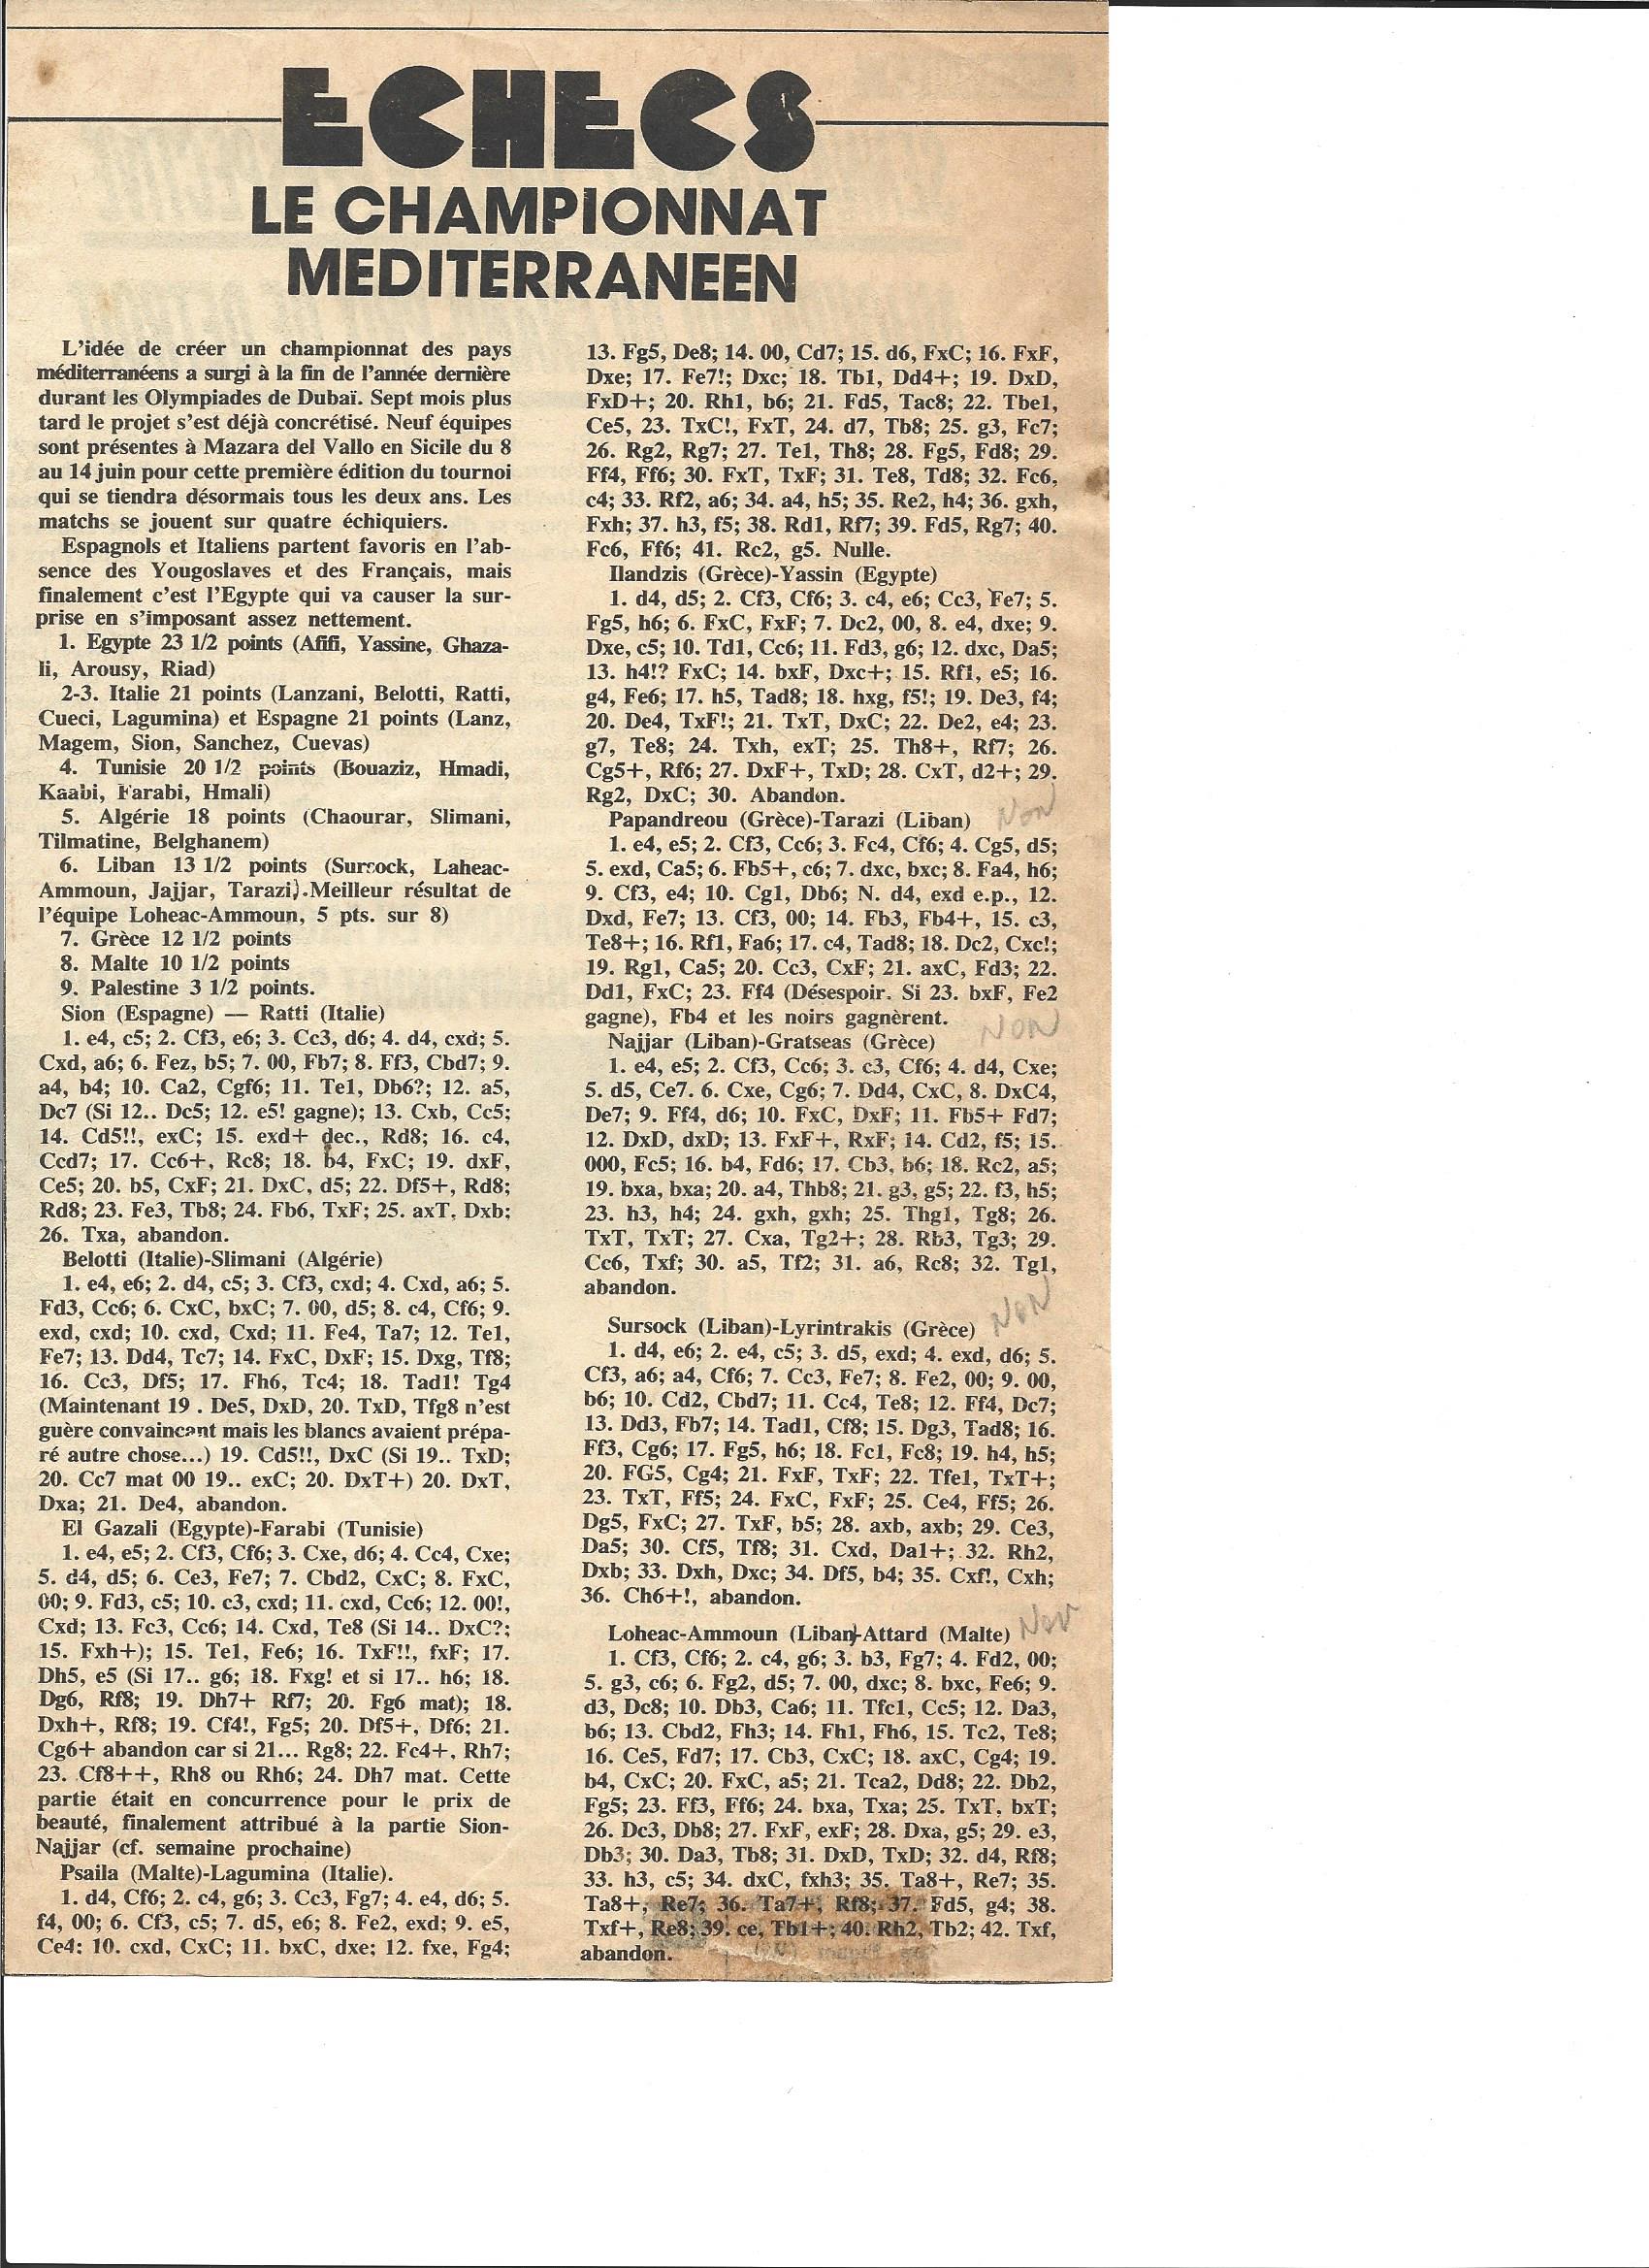 ECHECS
LE CHAMPIONNAT
MEDITERRANEEN
L'idée de créer un championnat des pays
méditerranéens a surgi à la fin de l'année dernière
durant les Olympiades de Dubaï. Sept mois plus
tard le projet s'est déjà concrétisé. Neuf équipes
sont présentes à Mazara del Vallo en Sicile du 8
au 14 juin pour cette première édition du tournoi
qui se tiendra désormais tous les deux ans. Les
matchs se jouent sur quatre échiquiers.
Espagnols et Italiens partent favoris en l'ab-
sence des Yougoslaves et des Français, mais
finalement c'est l'Egypte qui va causer la sur-
prise en s'imposant assez nettement.
1. Egypte 23 1/2 points (Afifi, Yassine, Ghaza-
li, Arousy, Riad)
2-3. Italie 21 points (Lanzani, Belotti, Ratti,
Cueci, Lagumina) et Espagne 21 points (Lanz,
Magem, Sion, Sanchez, Cuevas)
4. Tunisie 20 1/2 points (Bouaziz, Hmadi,
Kaabi, Farabi, Hmali)
5. Algérie 18 points (Chaourar, Slimani,
Tilmatine, Belghanem)
6. Liban 13 1/2 points (Sursock, Laheac-
Ammoun, Jajjar, Tarazi).Meilleur résultat de
l'équipe Loheac-Ammoun, 5 pts. sur 8)
7. Grèce 12 1/2 points
8. Malte 10 1/2 points
9. Palestine 3 1/2 points.
Sion (Espagne) — Ratti (Italie)
1. e4, c5; 2. Cf3, e6; 3. Cc3, d6; 4. d4, cxd; 5.
Cxd, a6; 6. Fez, b5; 7. 00, Fb7; 8. Ff3, Cbd7; 9.
a4, b4; 10. Ca2, Cgf6; 11. Te1, Db6?; 12. a5,
Dc7 (Si 12.. Dc5; 12. e5! gagne); 13. Cxb, Cc5;
14. Cd5!!, exC; 15. exd+ dec., Rd8; 16. c4,
Ccd7; 17. Cc6+, Rc8; 18. b4, FxC; 19. dxF,
Ce5; 20. b5, CxF; 21. DxC, d5; 22. Df5+, Rd8;
Rd8; 23. Fe3, Tb8; 24. Fb6, TxF; 25. axT, Dxb;
26. Txa, abandon.
Belotti (Italie)-Slimani (Algérie)
1. e4, e6; 2. d4, c5; 3. Cf3, cxd; 4. Cxd, a6; 5.
Fd3, Cc6; 6. CxC, bxC; 7. 00, d5; 8. c4, Cf6; 9.
exd, cxd; 10. cxd, Cxd; 11. Fe4, Ta7; 12. Te1,
Fe7; 13. Dd4, Tc7; 14. FxC, DxF; 15. Dxg, Tf8;
16. Cc3, Df5; 17. Fh6, Tc4; 18. Tad1! Tg4
(Maintenant 19 . De5, DxD, 20. TxD, Tfg8 n'est
guère convaincant mais les blancs avaient prépa-
ré autre chose...) 19. Cd5!!, DxC (Si 19.. TxD;
20. Cc7 mat 00 19.. exC; 20. DxT+) 20. DxT,
Dxa; 21. De4, abandon.
El Gazali (Egypte)-Farabi (Tunisie)
1. e4, e5; 2. Cf3, Cf6; 3. Cxe, d6; 4. Cc4, Cxe;
5. d4, d5; 6. Ce3, Fe7; 7. Cbd2, CxC; 8. FxC,
00; 9. Fd3, c5; 10. c3, cxd; 11. cxd, Cc6; 12. 00!,
Cxd; 13. Fc3, Cc6; 14. Cxd, Te8 (Si 14.. DxC?;
15. Fxh+); 15. Te1, Fe6; 16. TxF!!, fxF; 17.
Dh5, e5 (Si 17.. g6; 18. Fxg! et si 17.. h6; 18.
Dg6, Rf8; 19. Dh7+ Rf7; 20. Fg6 mat); 18.
Dxh+, Rf8; 19. Cf4!, Fg5; 20. Df5+, Df6; 21.
Cg6+ abandon car si 21... Rg8; 22. Fc4+, Rh7;
23. Cf8++, Rh8 ou Rh6; 24. Dh7 mat. Cette
partie était en concurrence pour le prix de
beauté, finalement attribué à la partie Sion-
Najjar (cf. semaine prochaine)
Psaila (Malte)-Lagumina (Italie).
1. d4, Cf6; 2. c4, g6; 3. Cc3, Fg7; 4. e4, d6; 5.
f4, 00; 6. Cf3, c5; 7. d5, e6; 8. Fe2, exd; 9. e5,
Ce4: 10. cxd, CxC; 11. bxC, dxe; 12. fxe, Fg4;
13. Fg5, De8; 14. 00, Cd7; 15. d6, FxC; 16. FxF,
Dxe; 17. Fe7!; Dxc; 18. Tb1, Dd4+; 19. DxD,
FxD+; 20. Rh1, b6; 21. Fd5, Tac8; 22. Tbe1,
Ce5, 23. TxC!, FxT, 24. d7, Tb8; 25. g3, Fc7;
26. Rg2, Rg7; 27. Te1, Th8; 28. Fg5, Fd8; 29.
Ff4, Ff6; 30. FxT, TxF; 31. Te8, Td8; 32. Fc6,
c4; 33. Rf2, a6; 34. a4, h5; 35. Re2, h4; 36. gxh,
Fxh; 37. h3, f5; 38. Rd1, Rf7; 39. Fd5, Rg7; 40.
Fc6, Ff6; 41. Rc2, g5. Nulle.
Ilandzis (Grèce)-Yassin (Egypte)
1. d4, d5; 2. Cf3, Cf6; 3. c4, e6; Cc3, Fe7; 5.
Fg5, h6; 6. FxC, FxF; 7. Dc2, 00, 8. e4, dxe; 9.
Dxe, c5; 10. Td1, Cc6; 11. Fd3, g6; 12. dxc, Da5;
13. h4!? FxC; 14. bxF, Dxc+; 15. Rf1, e5; 16.
g4, Fe6; 17. h5, Tad8; 18. hxg, f5!; 19. De3, f4;
20. De4, TxF!; 21. TxT, DxC; 22. De2, e4; 23.
g7, Te8; 24. Txh, exT; 25. Th8+, Rf7; 26.
Cg5+, Rf6; 27. DxF+, TxD; 28. CxT, d2+; 29.
Rg2, DxC; 30. Abandon.
Papandreou (Grèce)-Tarazi (Liban) Non
1. e4, e5; 2. Cf3, Cc6; 3. Fc4, Cf6; 4. Cg5, d5;
5. exd, Ca5; 6. Fb5+, c6; 7. dxc, bxc; 8. Fa4, h6;
9. Cf3, e4; 10. Cg1, Db6; N. d4, exd e.p., 12.
Dxd, Fe7; 13. Cf3, 00; 14. Fb3, Fb4+, 15. c3,
Te8+; 16. Rf1, Fa6; 17. c4, Tad8; 18. Dc2, Cxc!;
19. Rg1, Ca5; 20. Cc3, CxF; 21. axC, Fd3; 22.
Dd1, FxC; 23. Ff4 (Désespoir. Si 23. bxF, Fe2
gagne), Fb4 et les noirs gagnèrent.
Najjar (Liban)-Gratseas (Grèce) NON
1. e4, e5; 2. Cf3, Cc6; 3. c3, Cf6; 4. d4, Cxe;
5. d5, Ce7. 6. Cxe, Cg6; 7. Dd4, CxC, 8. DxC4,
De7; 9. Ff4, d6; 10. FxC, DxF; 11. Fb5+ Fd7;
12. DxD, dxD; 13. FxF+, RxF; 14. Cd2, f5; 15.
000, Fc5; 16. b4, Fd6; 17. Cb3, b6; 18. Rc2, a5;
19. bxa, bxa; 20. a4, Thb8; 21. g3, g5; 22. f3, h5;
23. h3, h4; 24. gxh, gxh; 25. Thg1, Tg8; 26.
TxT, TxT; 27. Cxa, Tg2+; 28. Rb3, Tg3; 29.
Cc6, Txf; 30. a5, Tf2; 31. a6, Rc8; 32. Tg1,
abandon.
Sursock (Liban)-Lyrintrakis (Grèce) Non
1. d4, e6; 2. e4, c5; 3. d5, exd; 4. exd, d6; 5.
Cf3, a6; a4, Cf6; 7. Cc3, Fe7; 8. Fe2, 00; 9. 00,
b6; 10. Cd2, Cbd7; 11. Cc4, Te8; 12. Ff4, Dc7;
13. Dd3, Fb7; 14. Tad1, Cf8; 15. Dg3, Tad8; 16.
Ff3, Cg6; 17. Fg5, h6; 18. Fc1, Fc8; 19. h4, h5;
20. FG5, Cg4; 21. FxF, TxF; 22. Tfe1, TxT+;
23. TxT, Ff5; 24. FxC, FxF; 25. Ce4, Ff5; 26.
Dg5, FxC; 27. TxF, b5; 28. axb, axb; 29. Ce3,
Da5; 30. Cf5, Tf8; 31. Cxd, Da1+; 32. Rh2,
Dxb; 33. Dxh, Dxc; 34. Df5, b4; 35. Cxf!, Cxh;
36. Ch6+!, abandon.
Loheac-Ammoun (Liban)-Attard (Malte) Non
1. Cf3, Cf6; 2. c4, g6; 3. b3, Fg7; 4. Fd2, 00;
5. g3, c6; 6. Fg2, d5; 7. 00, dxc; 8. bxc, Fe6; 9.
d3, Dc8; 10. Db3, Ca6; 11. Tfc1, Cc5; 12. Da3,
b6; 13. Cbd2, Fh3; 14. Fh1, Fh6, 15. Tc2, Te8;
16. Ce5, Fd7; 17. Cb3, CxC; 18. axC, Cg4; 19.
b4, CxC; 20. FxC, a5; 21. Tca2, Dd8; 22. Db2,
Fg5; 23. Ff3, Ff6; 24. bxa, Txa; 25. TxT, bxT;
26. Dc3, Db8; 27. FxF, exF; 28. Dxa, g5; 29. e3,
Db3; 30. Da3, Tb8; 31. DxD, TxD; 32. d4, Rf8;
33. h3, c5; 34. dxC, fxh3; 35. Ta8+, Re7; 35.
Ta8+, Re7; 36. Ta7+, Rf8; 37. Fd5, g4; 38.
Txf+, Re8; 39. ce, Tb1+; 40. Rh2, Tb2; 42. Txf,
abandon.